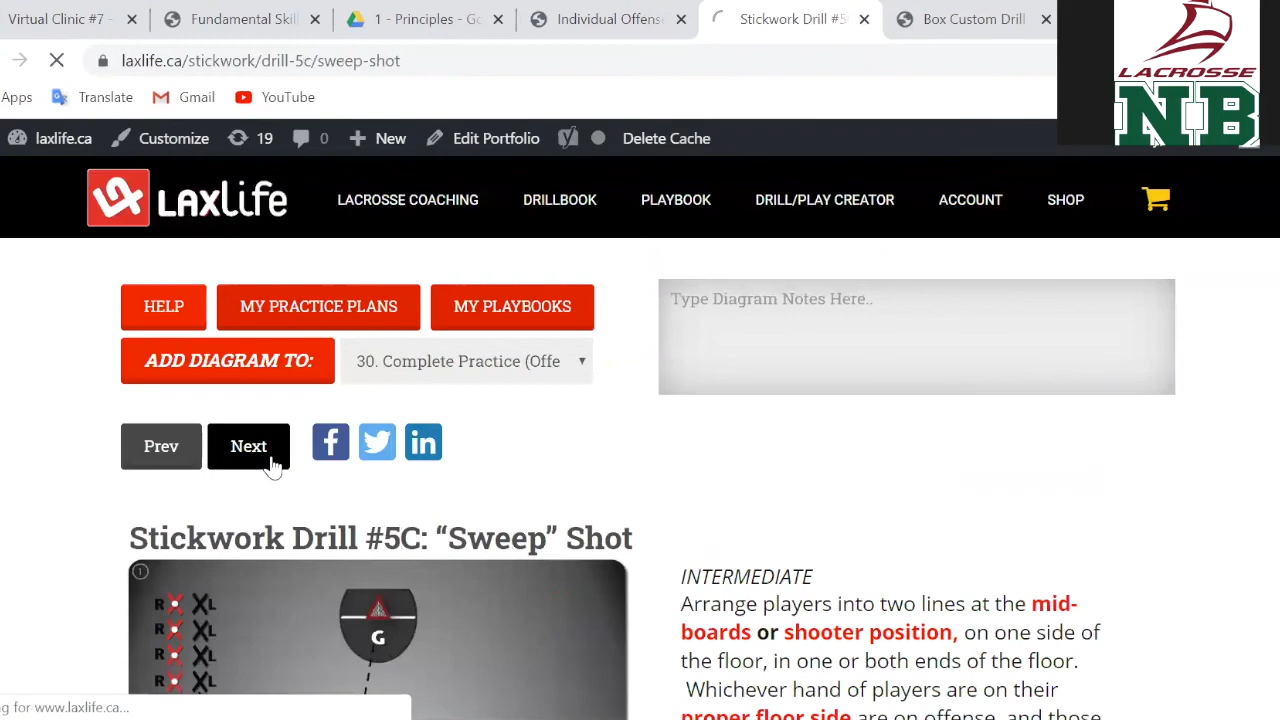 Virtual Clinic #7 -
Fundamental Skil
1 - Principles - Go
Individual Offens
Stickwork Drill #5
Box Custom Drill
laxlife.ca/stickwork/drill-5c/sweep-shot
Apps
Translate
Gmail
YouTube
LACROSSE
NB
laxlife.ca
Customize
19
0
New
Edit Portfolio
Delete Cache
LAXLIFE
LACROSSE COACHING
DRILLBOOK
PLAYBOOK
DRILL/PLAY CREATOR
ACCOUNT
SHOP
HELP
MY PRACTICE PLANS
MY PLAYBOOKS
Type Diagram Notes Here..
ADD DIAGRAM TO:
30. Complete Practice (Offe
Prev
Next
Stickwork Drill #5C: “Sweep” Shot
1
R X X L
R X X L
R X X L
R X X L
G
INTERMEDIATE
Arrange players into two lines at the mid-
boards or shooter position, on one side of
the floor, in one or both ends of the floor.
Whichever hand of players are on their
proper floor side are on offense, and those
g for www.laxlife.ca...